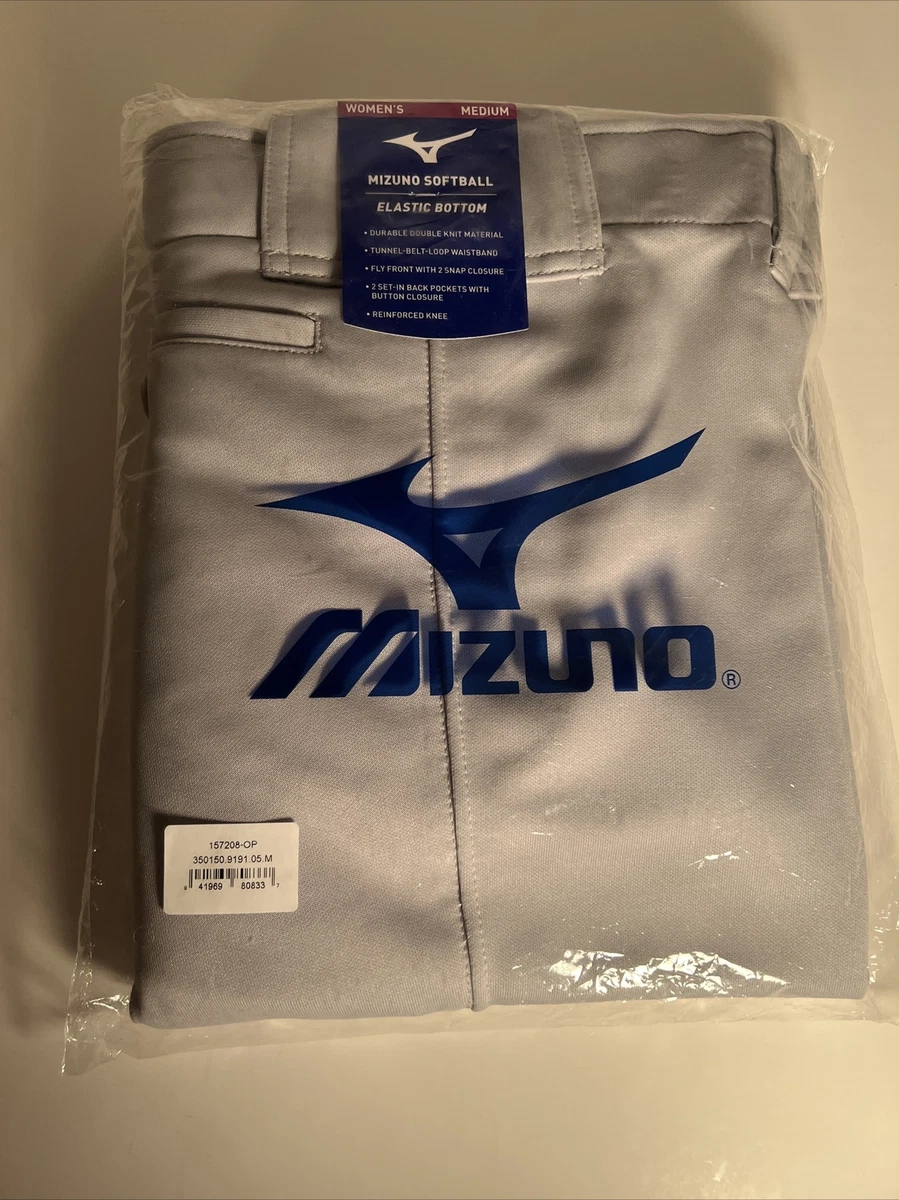 WOMEN'S MEDIUM
MIZUNO SOFTBALL
ELASTIC BOTTOM
• DURABLE DOUBLE KNIT MATERIAL
• TUNNEL-BELT-LOOP WAISTBAND
• FLY FRONT WITH 2 SNAP CLOSURE
• 2 SET-IN BACK POCKETS WITH
BUTTON CLOSURE
• REINFORCED KNEE
MIZUNO®
157208-OP
350150.9191.05.M
41969 80833 7